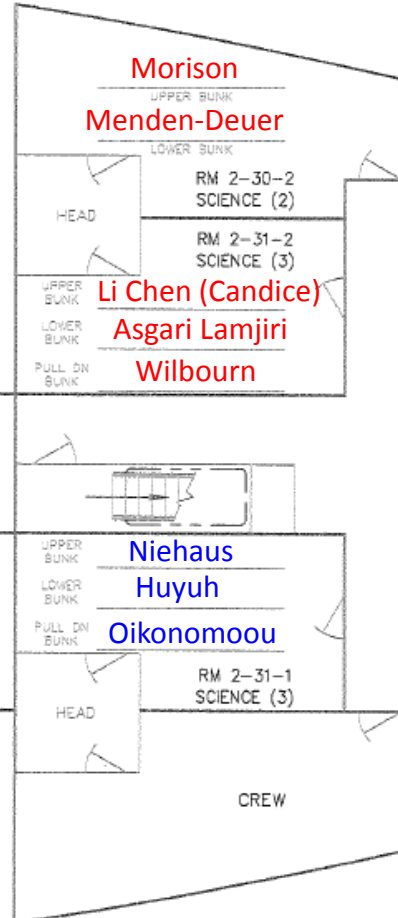 Morison
UPPER BUNK
Menden-Deuer
LOWER BUNK
RM 2-30-2
SCIENCE (2)
HEAD
RM 2-31-2
SCIENCE (3)
UPPER
BUNK
Li Chen (Candice)
LOWER
BUNK
Asgari Lamjiri
PULL DN
BUNK
Wilbourn
UPPER
BUNK
Niehaus
LOWER
BUNK
Huyuh
PULL DN
BUNK
Oikonomoou
RM 2-31-1
SCIENCE (3)
HEAD
CREW